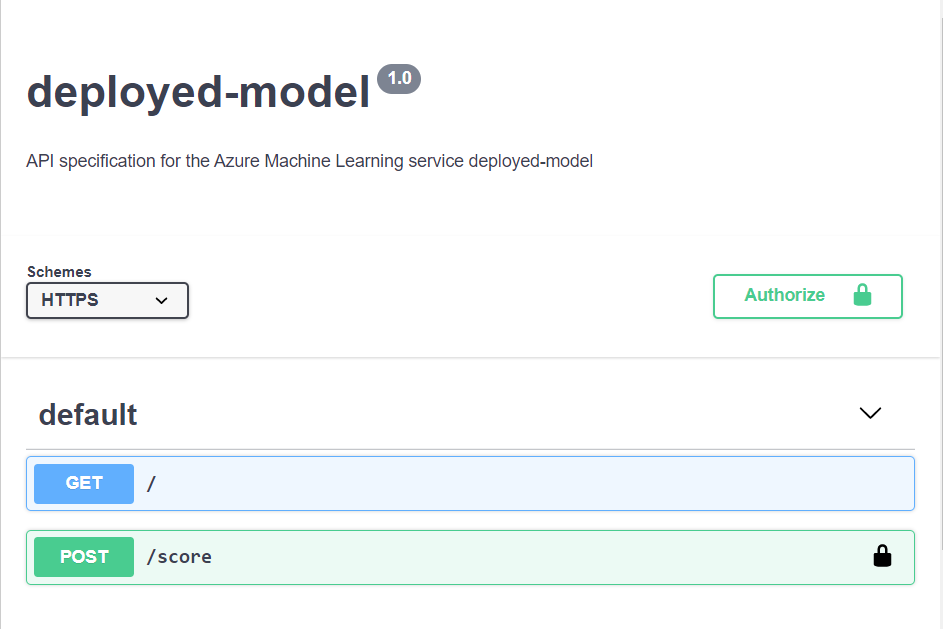 deployed-model 1.0
API specification for the Azure Machine Learning service deployed-model
Schemes
HTTPS
Authorize
default
GET /
POST /score